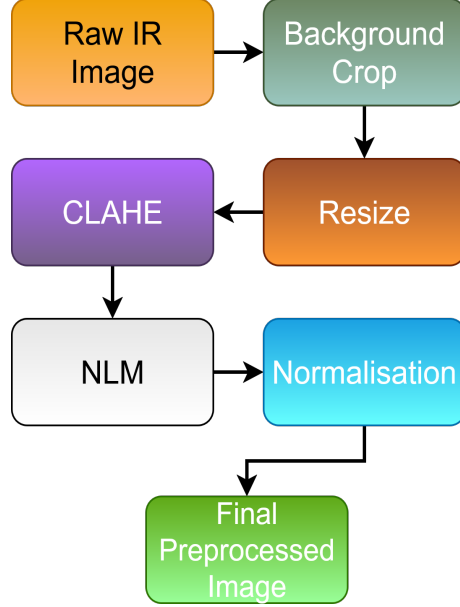 Raw IR
Image
Background
Crop
Resize
CLAHE
NLM
Normalisation
Final
Preprocessed
Image